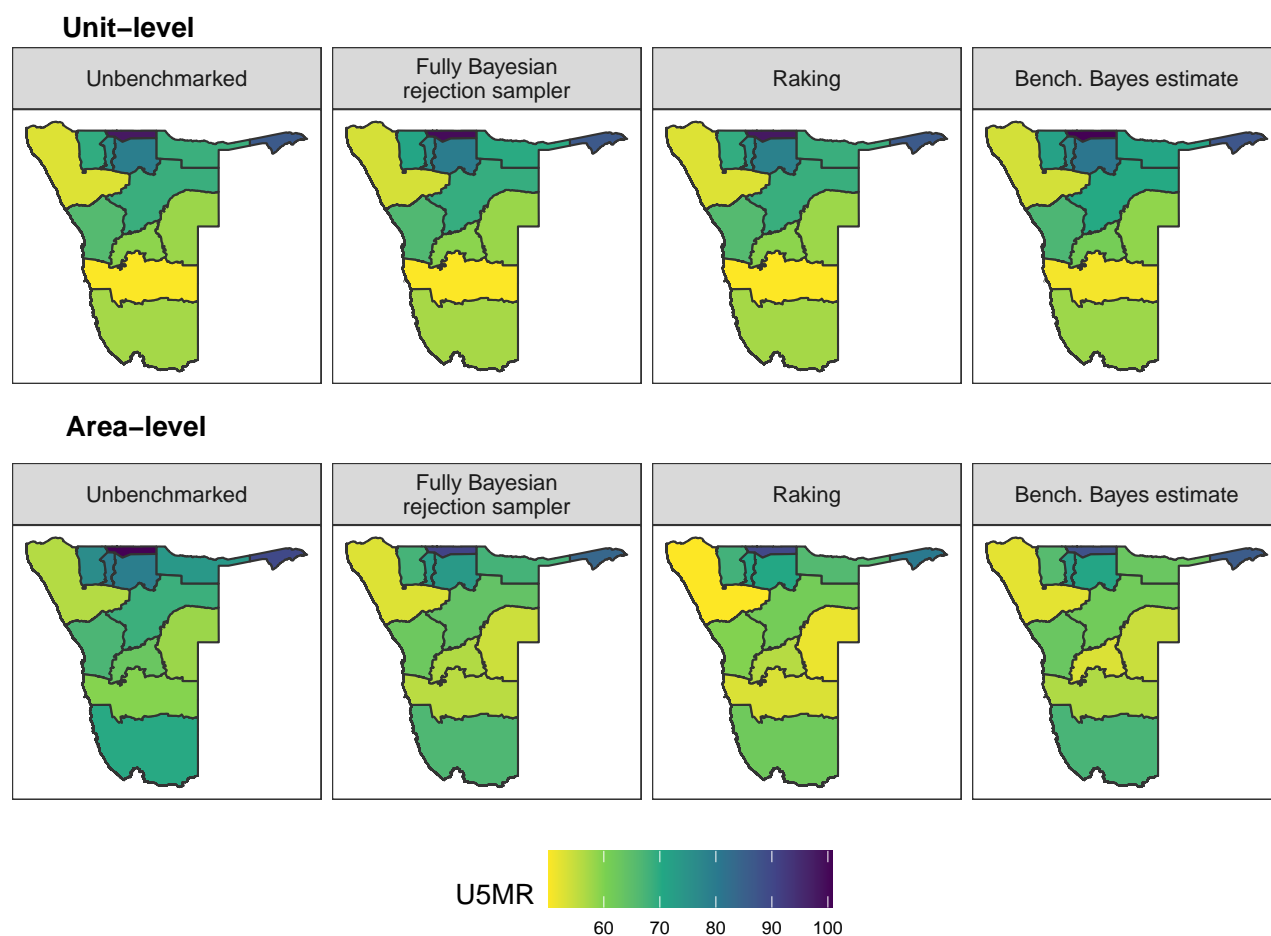 Unit−level
Unbenchmarked
Fully Bayesian
rejection sampler
Raking
Bench. Bayes estimate
Area−level
Unbenchmarked
Fully Bayesian
rejection sampler
Raking
Bench. Bayes estimate
U5MR
60 70 80 90 100